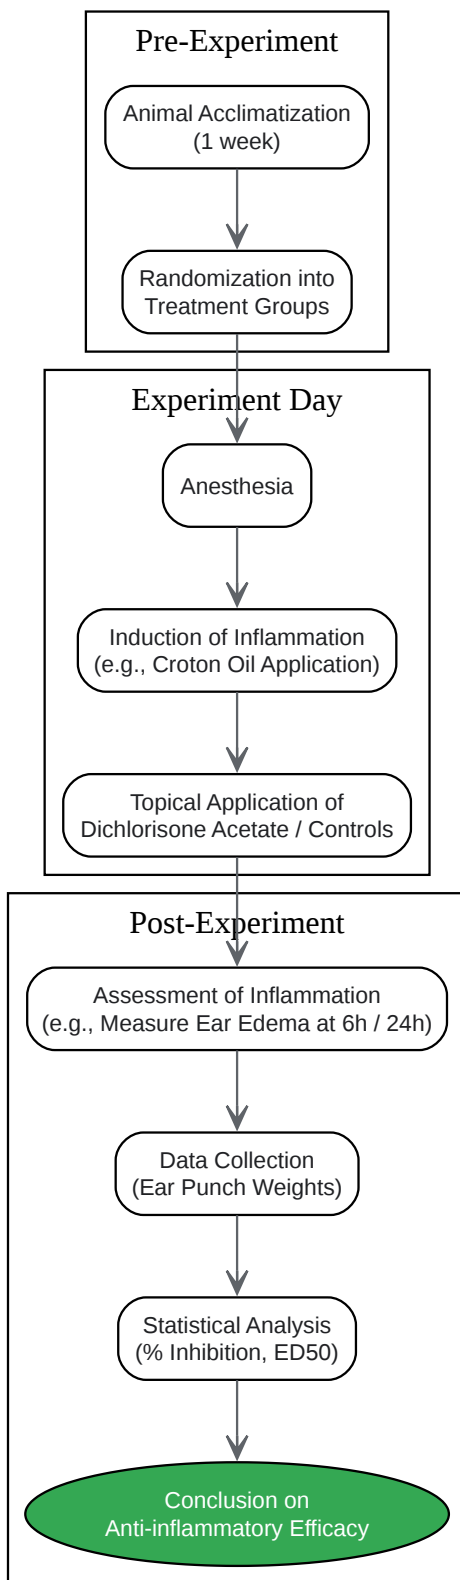 Pre-Experiment
Animal Acclimatization
(1 week)
Randomization into
Treatment Groups
Experiment Day
Anesthesia
Induction of Inflammation
(e.g., Croton Oil Application)
Topical Application of
Dichlorisone Acetate / Controls
Post-Experiment
Assessment of Inflammation
(e.g., Measure Ear Edema at 6h / 24h)
Data Collection
(Ear Punch Weights)
Statistical Analysis
(% Inhibition, ED50)
Conclusion on
Anti-inflammatory Efficacy